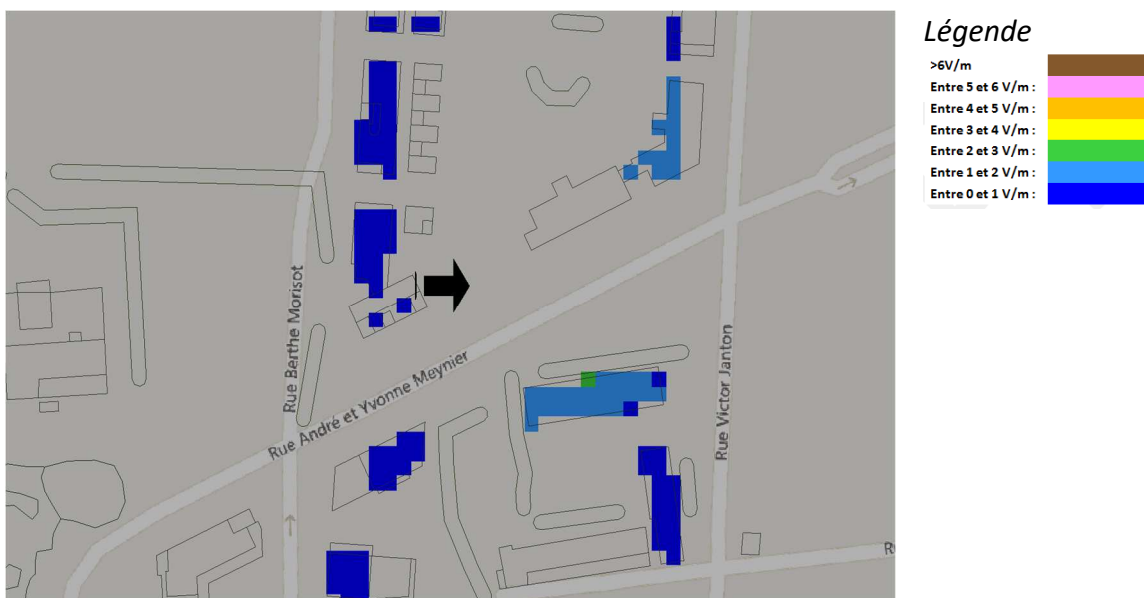 Légende
>6V/m
Entre 5 et 6 V/m :
Entre 4 et 5 V/m :
Entre 3 et 4 V/m :
Entre 2 et 3 V/m :
Entre 1 et 2 V/m :
Entre 0 et 1 V/m :
Rue Berthe Morisot
Rue André et Yvonne Meynier
Rue Victor Janton